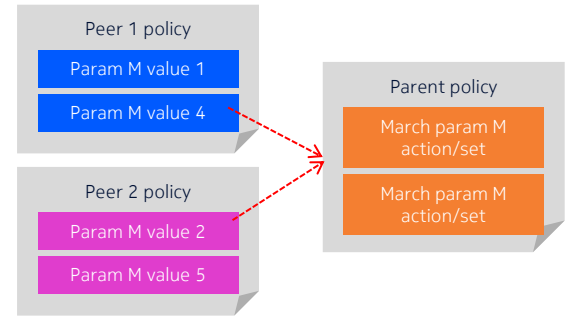 Peer 1 policy
Param M value 1
Param M value 4
Peer 2 policy
Param M value 2
Param M value 5
Parent policy
March param M
action/set
March param M
action/set